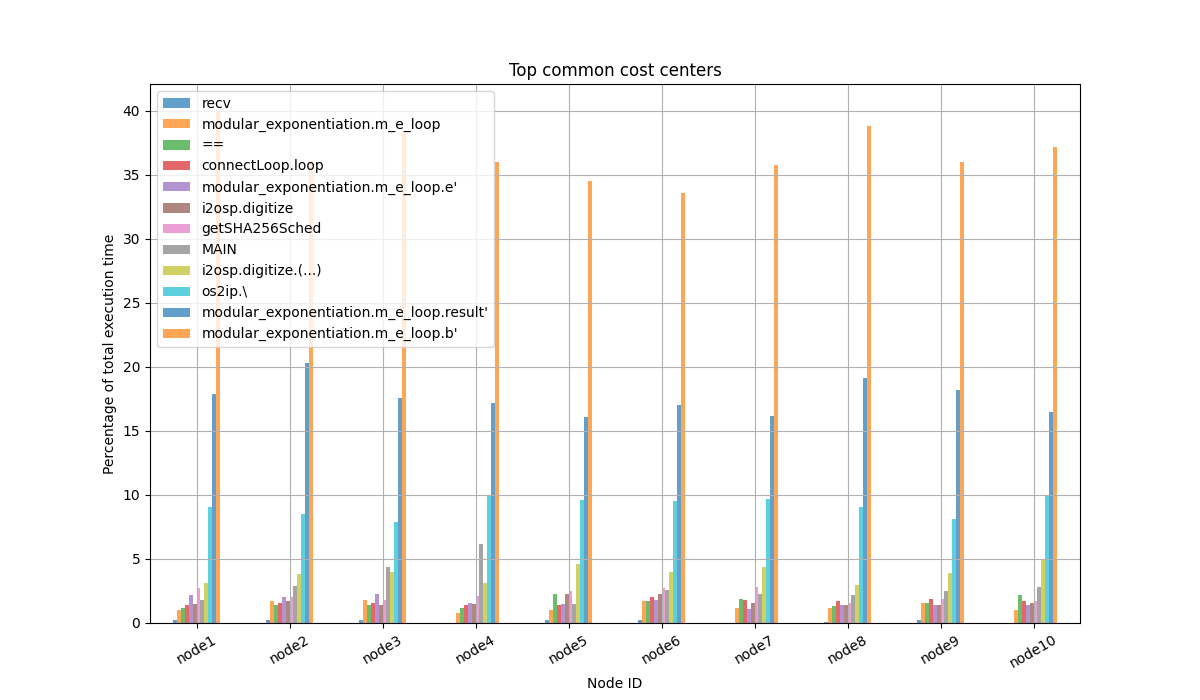 Top common cost centers
recv
modular_exponentiation.m_e_loop
==
connectLoop.loop
modular_exponentiation.m_e_loop.e'
i2osp.digitize
getSHA256Sched
MAIN
i2osp.digitize.(...)
os2ip.\
modular_exponentiation.m_e_loop.result'
modular_exponentiation.m_e_loop.b'
Percentage of total execution time
40
35
30
25
20
15
10
5
0
node1 node2 node3 node4 node5 node6 node7 node8 node9 node10
Node ID